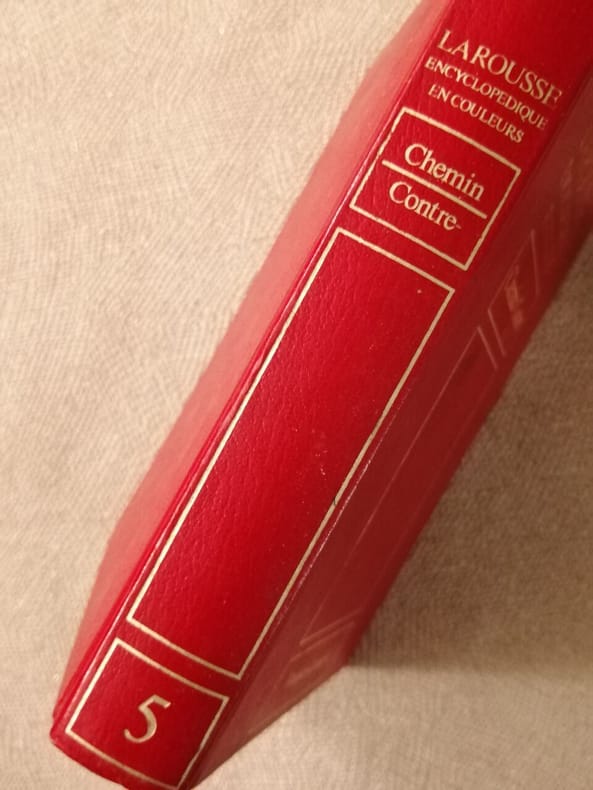 LAROUSSE
ENCYCLOPEDIQUE
EN COULEURS
Chemin
Contre-
5